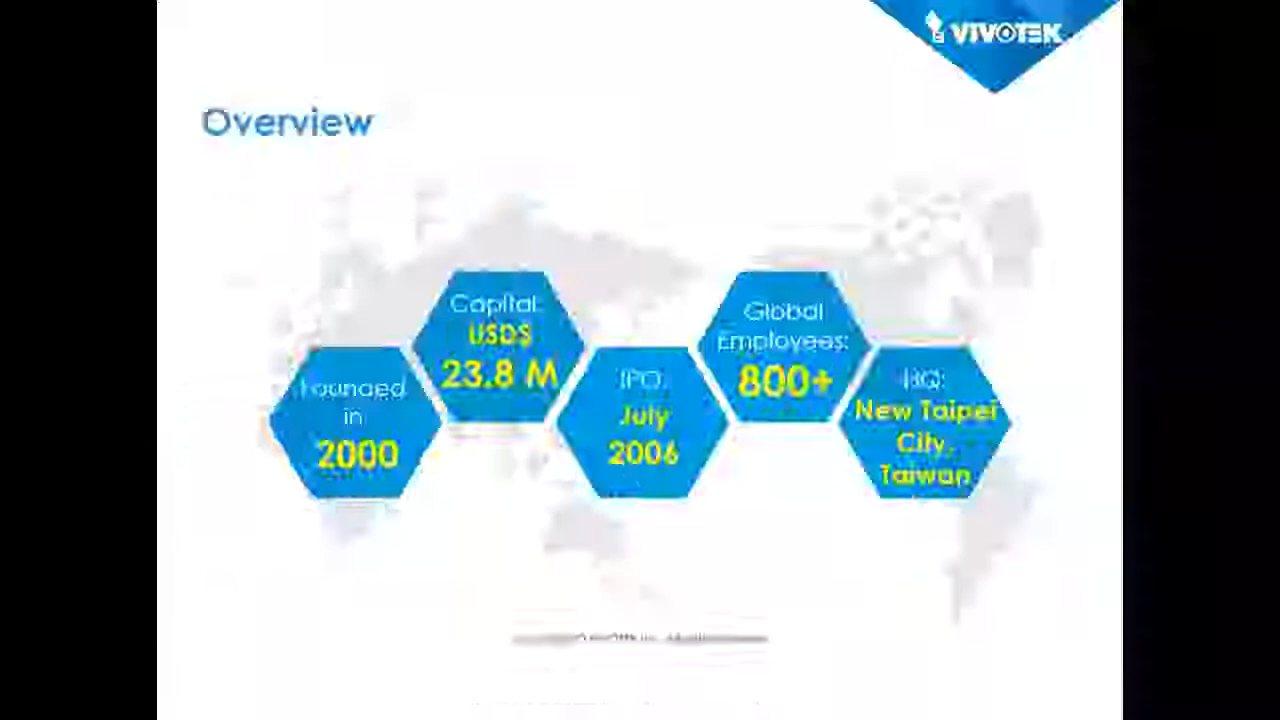 VIVOTEK
Overview
Founded
in
2000
Capital:
USD$
23.8 M
IPO:
July
2006
Global
Employees:
800+
HQ:
New Taipei
City,
Taiwan